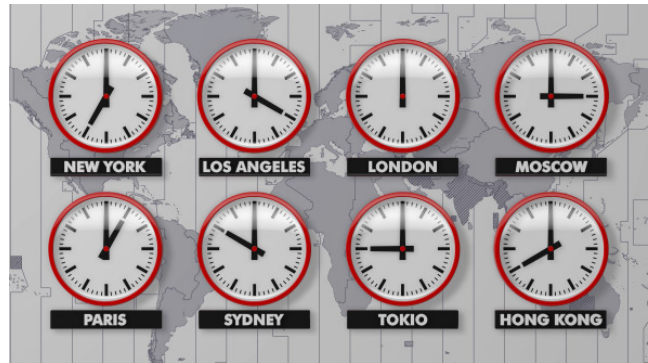 NEW YORK
LOS ANGELES
LONDON
MOSCOW
PARIS
SYDNEY
TOKIO
HONG KONG